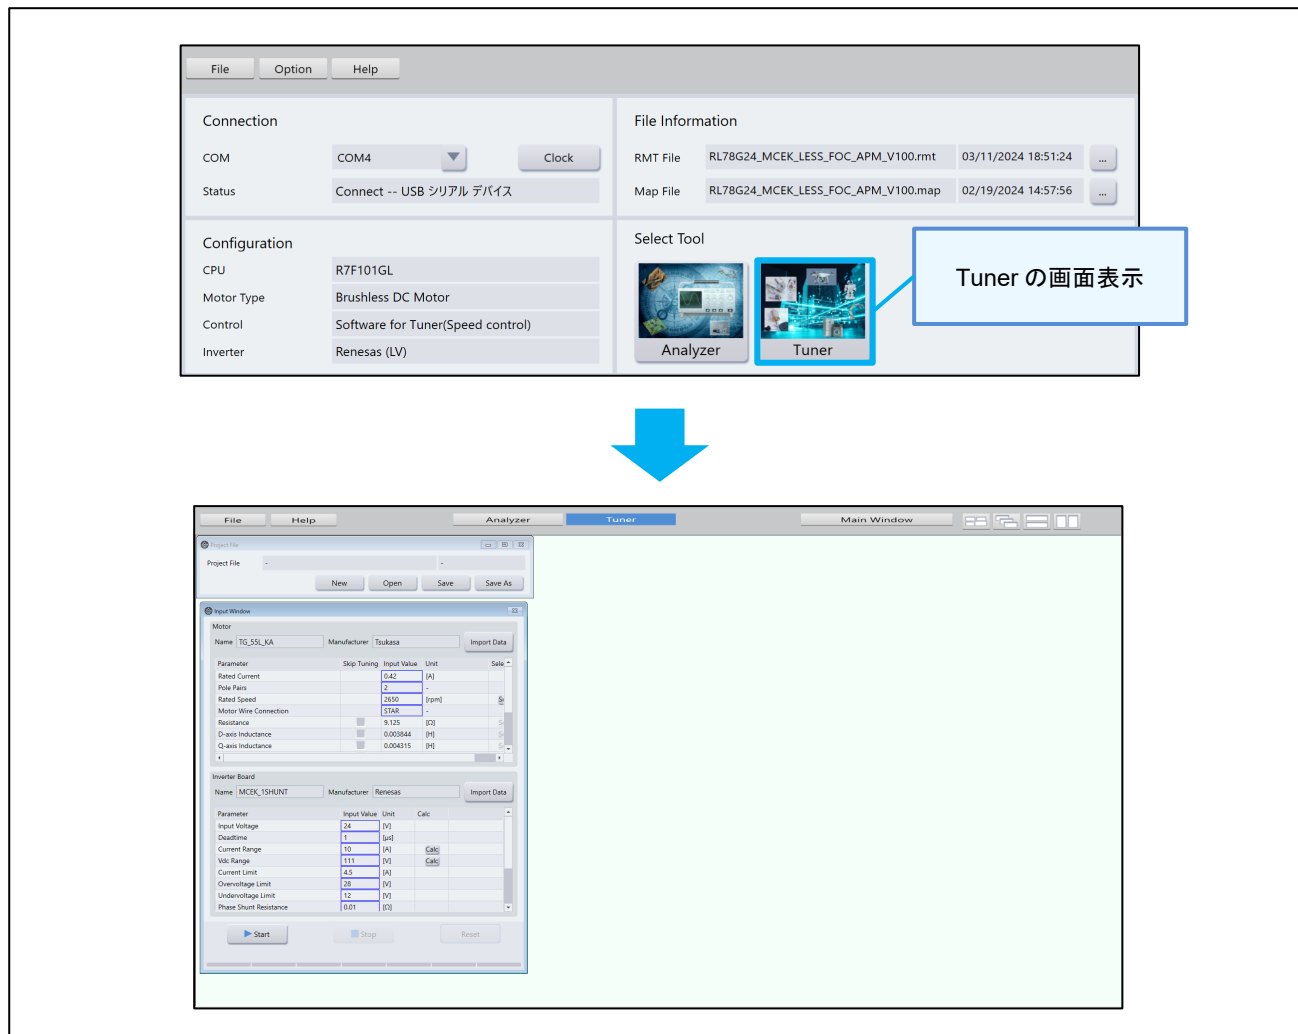 File Option Help
Connection
COM COM4 Clock
Status Connect -- USB シリアル デバイス
File Information
RMT File RL78G24_MCEK_LESS_FOC_APM_V100.rmt 03/11/2024 18:51:24 ...
Map File RL78G24_MCEK_LESS_FOC_APM_V100.map 02/19/2024 14:57:56 ...
Configuration
CPU R7F101GL
Motor Type Brushless DC Motor
Control Software for Tuner(Speed control)
Inverter Renesas (LV)
Select Tool
Analyzer Tuner
Tuner の画面表示
File Help Analyzer Tuner Main Window
Project File
Project File - -
New Open Save Save As
Input Window
Motor
Name TG_55L_KA Manufacturer Tsukasa Import Data
Parameter Skip Tuning Input Value Unit Sele
Rated Current 0.42 [A]
Pole Pairs 2 -
Rated Speed 2650 [rpm]
Motor Wire Connection STAR -
Resistance 9.125 [Ω]
D-axis Inductance 0.003844 [H]
Q-axis Inductance 0.004315 [H]
Inverter Board
Name MCEK_1SHUNT Manufacturer Renesas Import Data
Parameter Input Value Unit Calc
Input Voltage 24 [V]
Deadtime 1 [μs]
Current Range 10 [A] Calc
Vdc Range 111 [V] Calc
Current Limit 4.5 [A]
Overvoltage Limit 28 [V]
Undervoltage Limit 12 [V]
Phase Shunt Resistance 0.01 [Ω]
Start Stop Reset